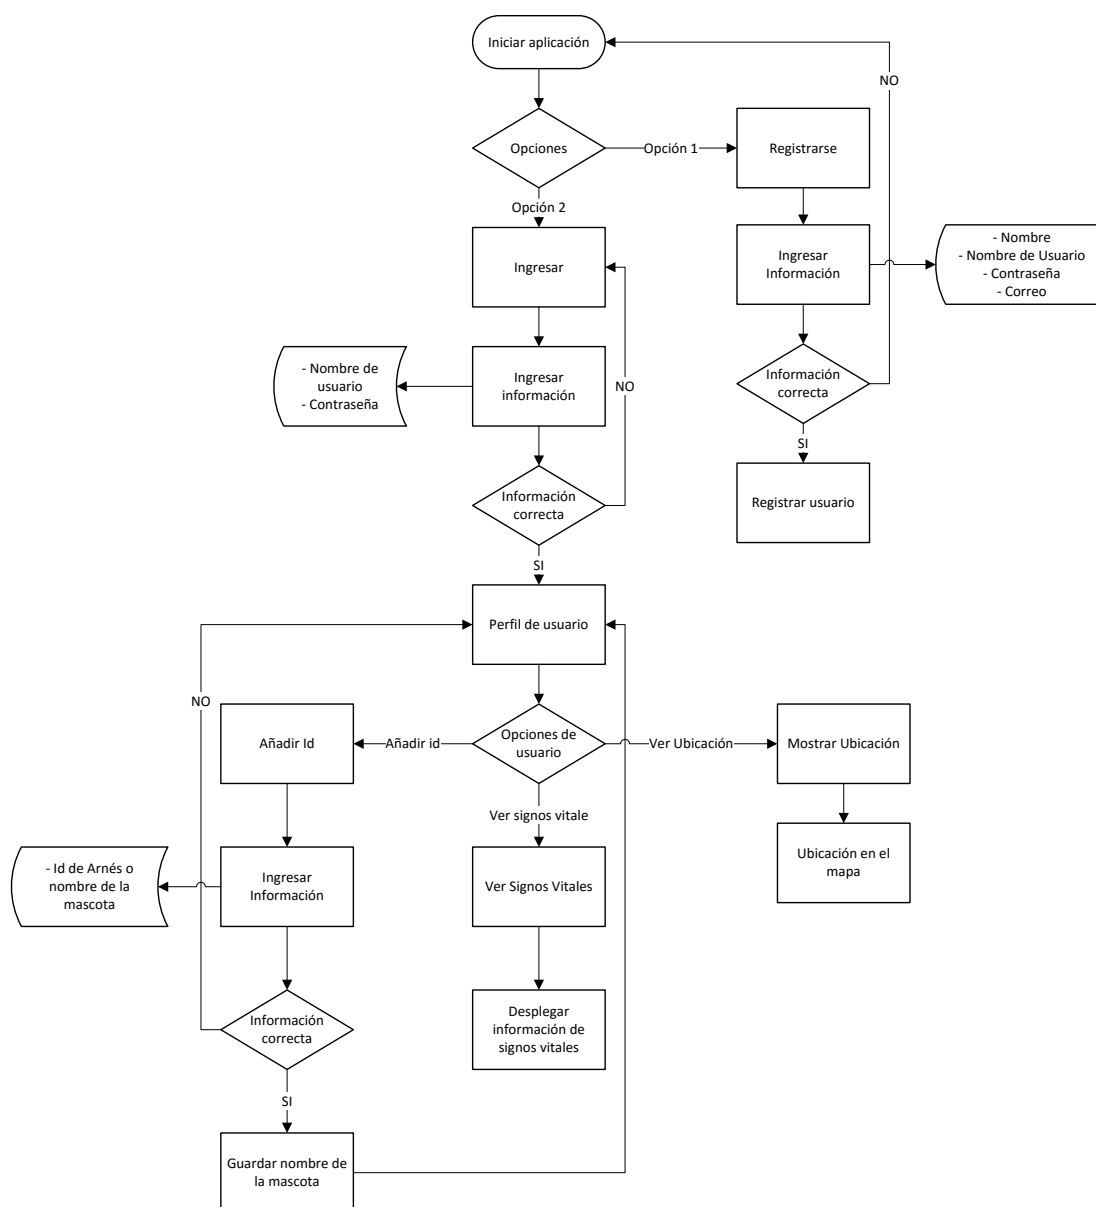 Iniciar aplicación
NO
Opciones
Opción 1
Registrarse
Opción 2
Ingresar
Ingresar
Información
- Nombre
- Nombre de Usuario
- Contraseña
- Correo
- Nombre de
usuario
- Contraseña
Ingresar
información
NO
Información
correcta
SI
Registrar usuario
Información
correcta
SI
Perfil de usuario
NO
Añadir Id
Añadir id
Opciones de
usuario
Ver Ubicación
Mostrar Ubicación
Ver signos vitale
Ubicación en el
mapa
- Id de Arnés o
nombre de la
mascota
Ingresar
Información
Ver Signos Vitales
Información
correcta
Desplegar
información de
signos vitales
SI
Guardar nombre de
la mascota